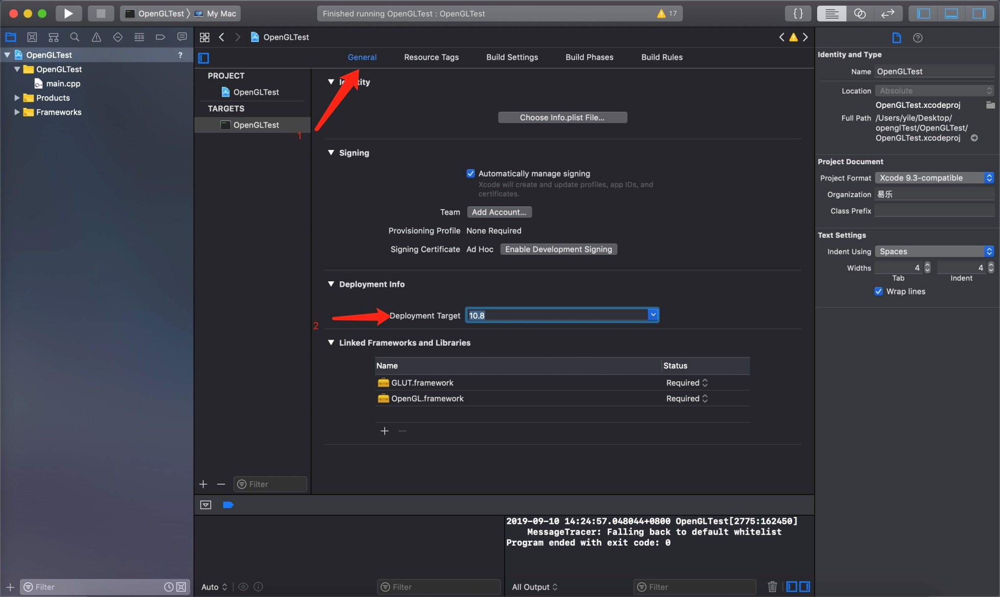 OpenGLTest 〉 My Mac
Finished running OpenGLTest : OpenGLTest
17
{ }
OpenGLTest
OpenGLTest ?
OpenGLTest
main.cpp
Products
Frameworks
General
Resource Tags
Build Settings
Build Phases
Build Rules
PROJECT
OpenGLTest
TARGETS
OpenGLTest
1
Choose Info.plist File...
Signing
Automatically manage signing
Xcode will create and update profiles, app IDs, and
certificates.
Team Add Account...
Provisioning Profile None Required
Signing Certificate Ad Hoc Enable Development Signing
Deployment Info
Deployment Target 10.8
2
Linked Frameworks and Libraries
Name Status
GLUT.framework Required
OpenGL.framework Required
Filter
2019-09-10 14:24:57.048044+0800 OpenGLTest[2775:162450]
MessageTracer: Falling back to default whitelist
Program ended with exit code: 0
Filter
Auto
Filter
All Output
Filter
Identity and Type
Name OpenGLTest
Location Absolute
OpenGLTest.xcodeproj
Full Path /Users/yile/Desktop/
openglTest/OpenGLTest/
OpenGLTest.xcodeproj
Project Document
Project Format Xcode 9.3-compatible
Organization 易乐
Class Prefix
Text Settings
Indent Using Spaces
Widths 4 4
Tab Indent
Wrap lines